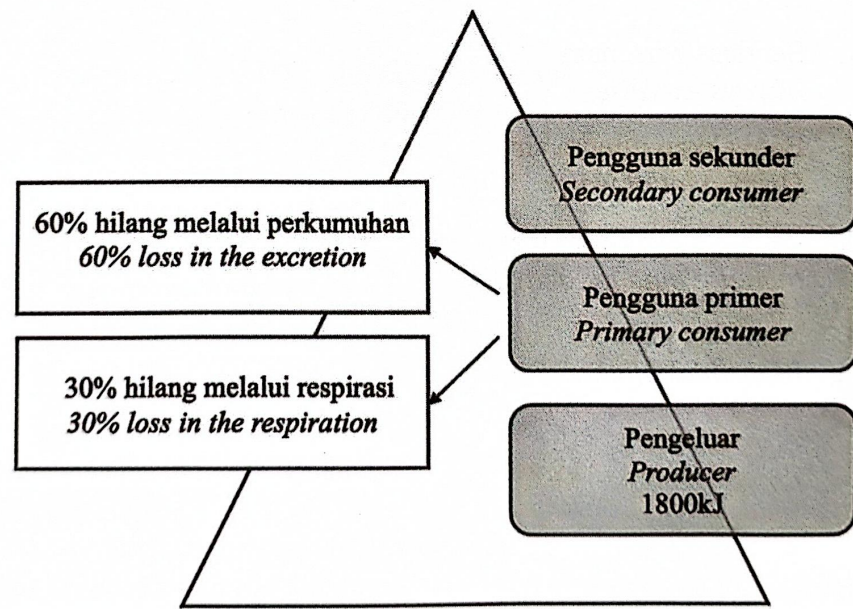 Pengguna sekunder
Secondary consumer
60% hilang melalui perkumuhan
60% loss in the excretion
Pengguna primer
Primary consumer
30% hilang melalui respirasi
30% loss in the respiration
Pengeluar
Producer
1800kJ